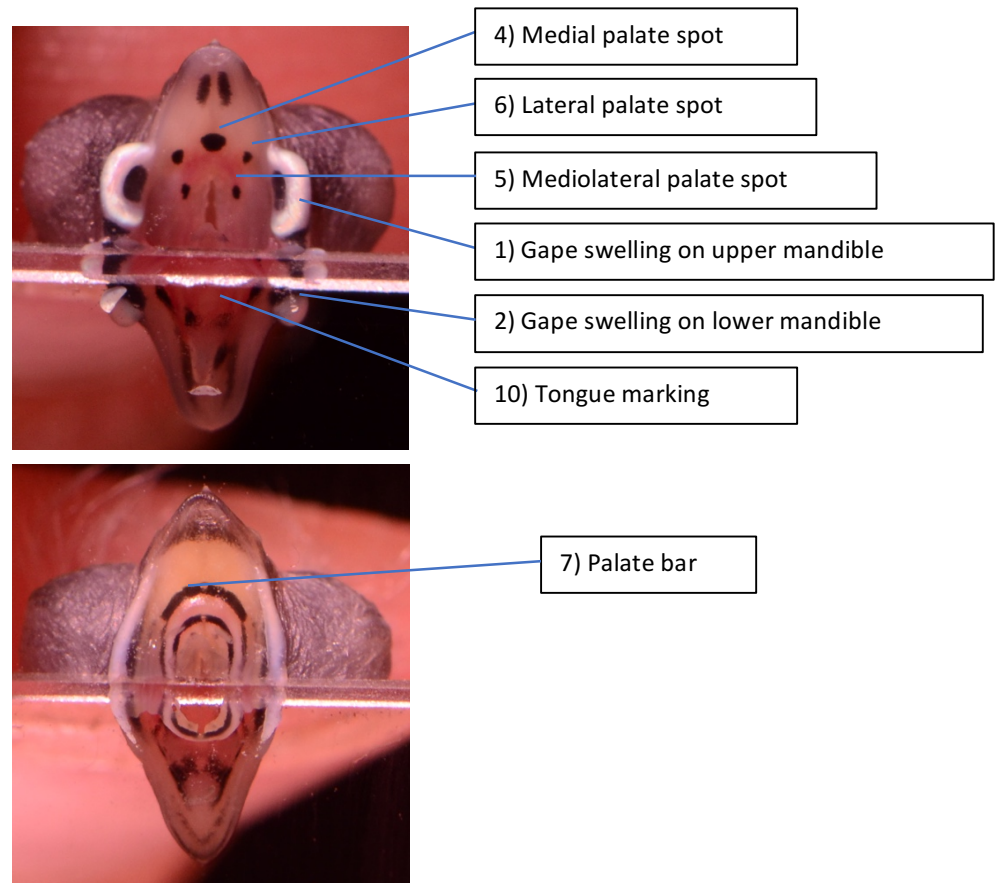 4) Medial palate spot
6) Lateral palate spot
5) Mediolateral palate spot
1) Gape swelling on upper mandible
2) Gape swelling on lower mandible
10) Tongue marking
7) Palate bar